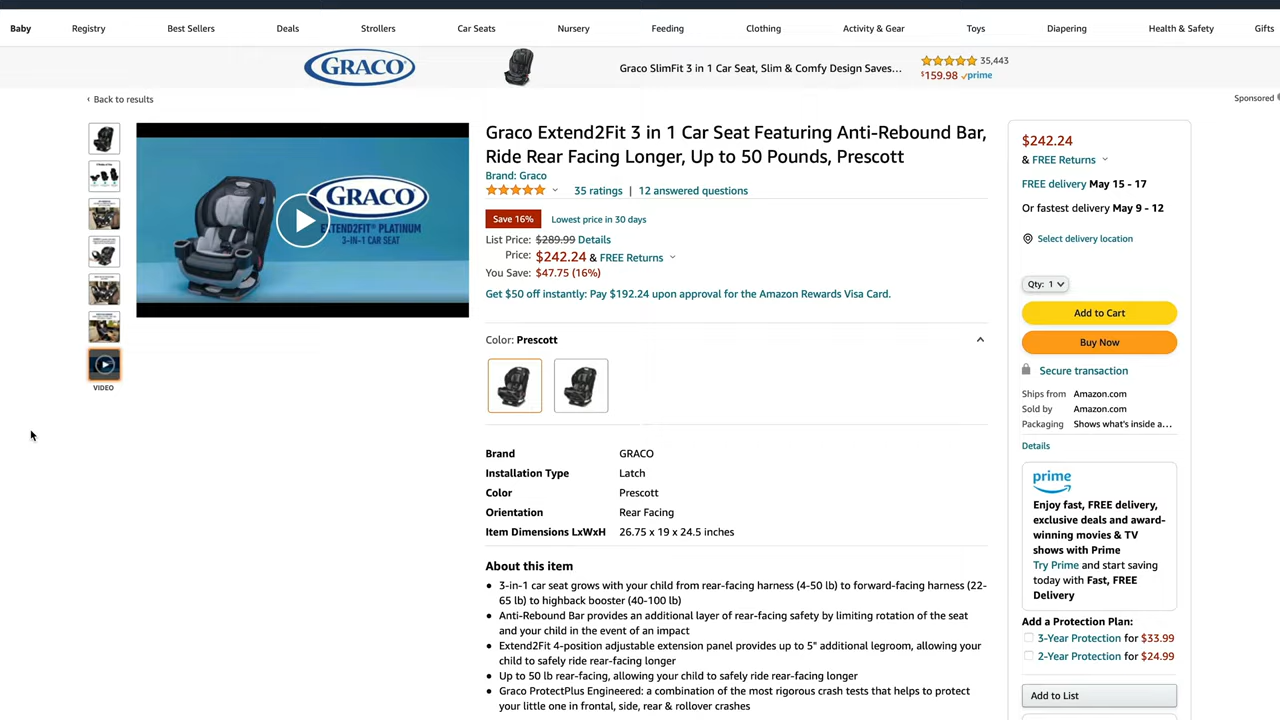 Baby Registry Best Sellers Deals Strollers Car Seats Nursery Feeding Clothing Activity & Gear Toys Diapering Health & Safety Gifts
GRACO
Graco SlimFit 3 in 1 Car Seat, Slim & Comfy Design Saves…
35,443
$159.98 prime
‹ Back to results
Sponsored
GRACO
EXTEND2FIT® PLATINUM
3-IN-1 CAR SEAT
VIDEO
Graco Extend2Fit 3 in 1 Car Seat Featuring Anti-Rebound Bar,
Ride Rear Facing Longer, Up to 50 Pounds, Prescott
Brand: Graco
35 ratings | 12 answered questions
Save 16% Lowest price in 30 days
List Price: $289.99 Details
Price: $242.24 & FREE Returns
You Save: $47.75 (16%)
Get $50 off instantly: Pay $192.24 upon approval for the Amazon Rewards Visa Card.
Color: Prescott
Brand GRACO
Installation Type Latch
Color Prescott
Orientation Rear Facing
Item Dimensions LxWxH 26.75 x 19 x 24.5 inches
About this item
• 3-in-1 car seat grows with your child from rear-facing harness (4-50 lb) to forward-facing harness (22-
65 lb) to highback booster (40-100 lb)
• Anti-Rebound Bar provides an additional layer of rear-facing safety by limiting rotation of the seat
and your child in the event of an impact
• Extend2Fit 4-position adjustable extension panel provides up to 5" additional legroom, allowing your
child to safely ride rear-facing longer
• Up to 50 lb rear-facing, allowing your child to safely ride rear-facing longer
• Graco ProtectPlus Engineered: a combination of the most rigorous crash tests that helps to protect
your little one in frontal, side, rear & rollover crashes
$242.24
& FREE Returns
FREE delivery May 15 - 17
Or fastest delivery May 9 - 12
Select delivery location
Qty: 1
Add to Cart
Buy Now
Secure transaction
Ships from Amazon.com
Sold by Amazon.com
Packaging Shows what's inside a…
Details
prime
Enjoy fast, FREE delivery,
exclusive deals and award-
winning movies & TV
shows with Prime
Try Prime and start saving
today with Fast, FREE
Delivery
Add a Protection Plan:
3-Year Protection for $33.99
2-Year Protection for $24.99
Add to List